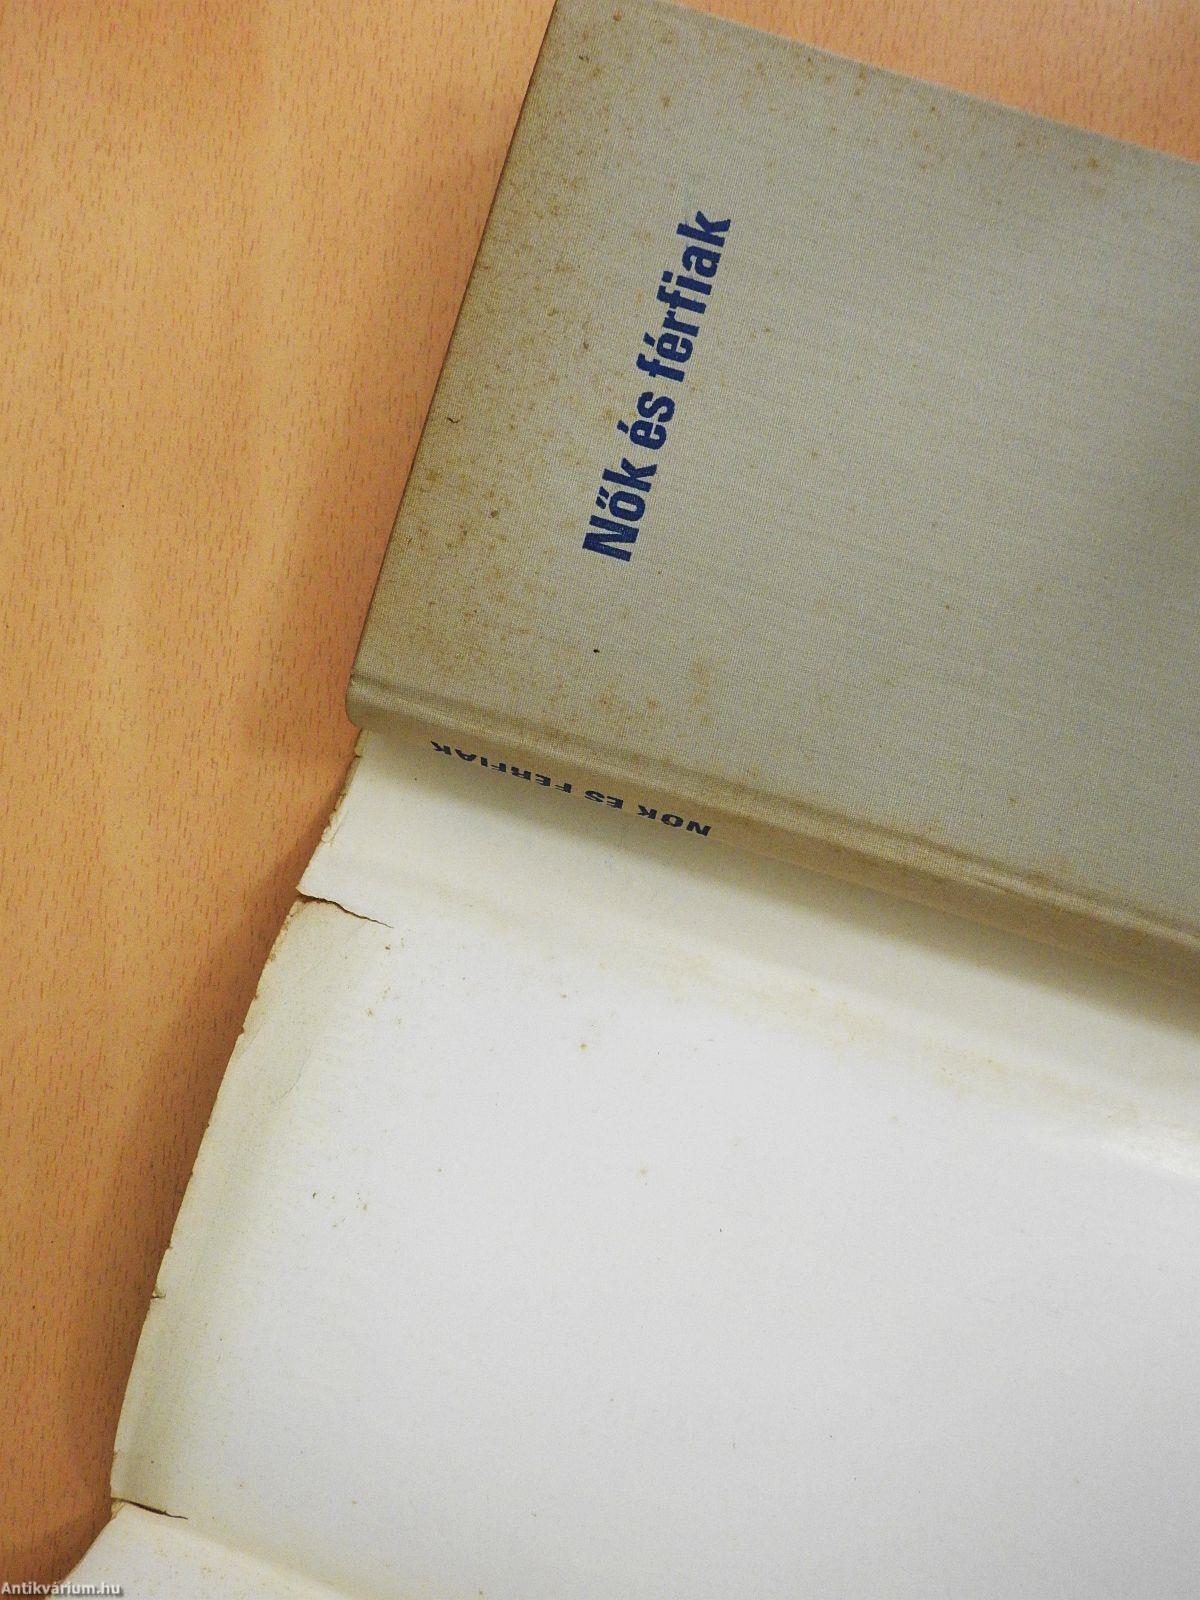 Nők és férfiak
NŐK ÉS FÉRFIAK
Antikvárium.hu